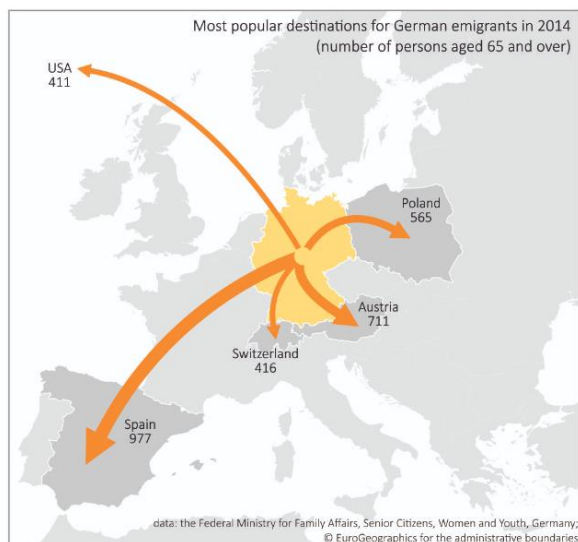 Most popular destinations for German emigrants in 2014
(number of persons aged 65 and over)
USA
411
Poland
565
Austria
711
Switzerland
416
Spain
977
data: the Federal Ministry for Family Affairs, Senior Citizens, Women and Youth, Germany;
© EuroGeographics for the administrative boundaries